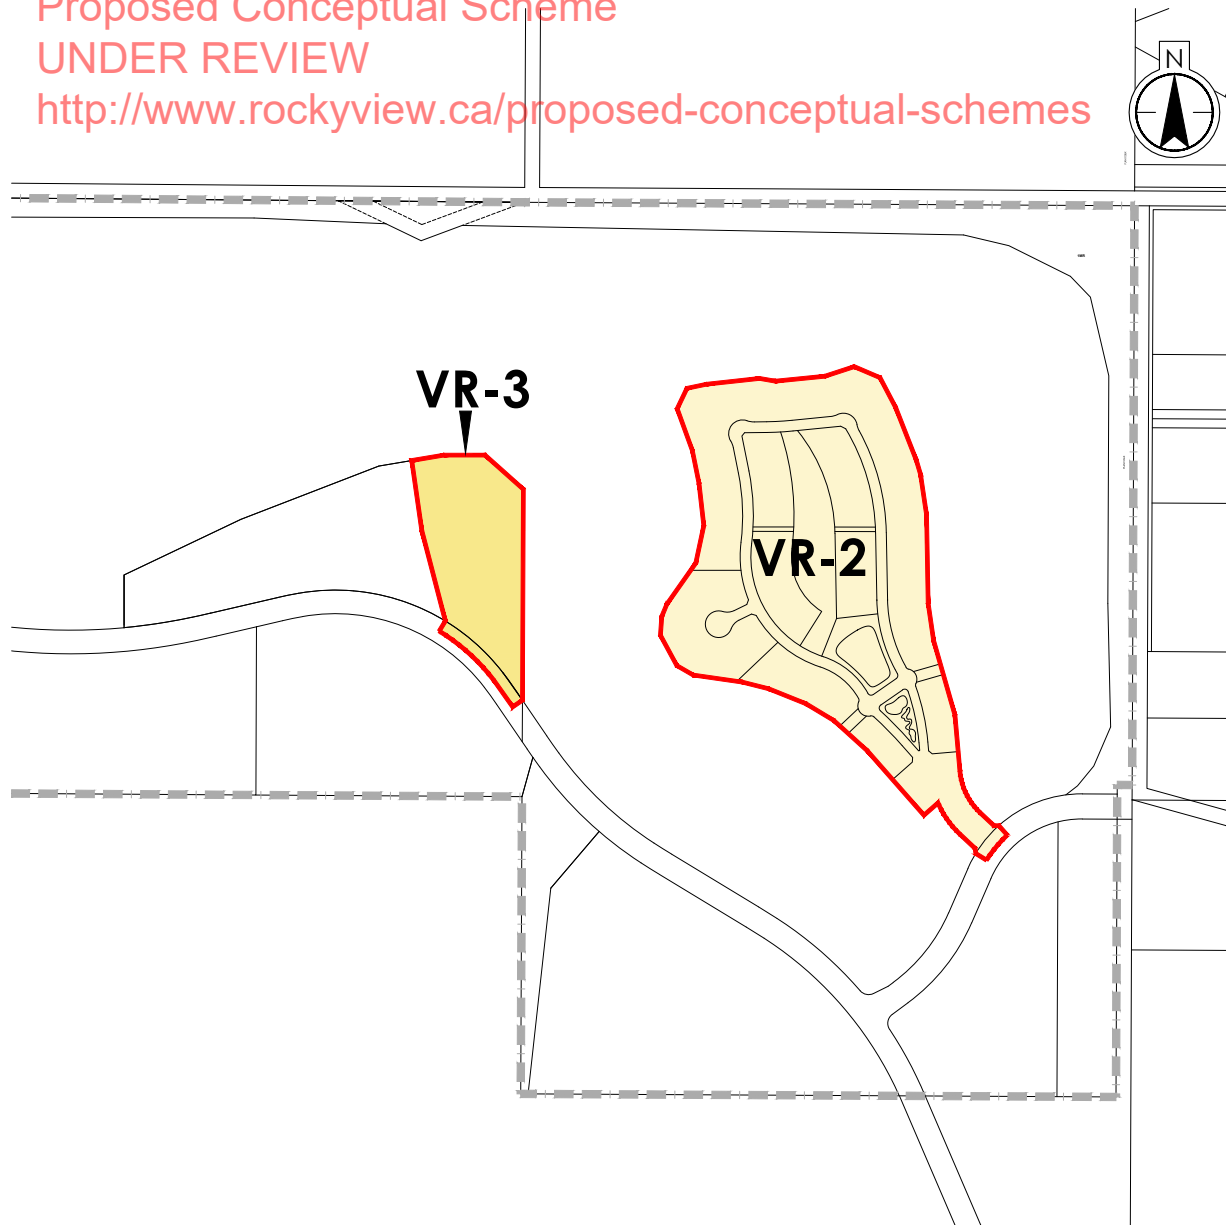 Proposed Conceptual Scheme
UNDER REVIEW
http://www.rockyview.ca/proposed-conceptual-schemes
N
VR-3
VR-2